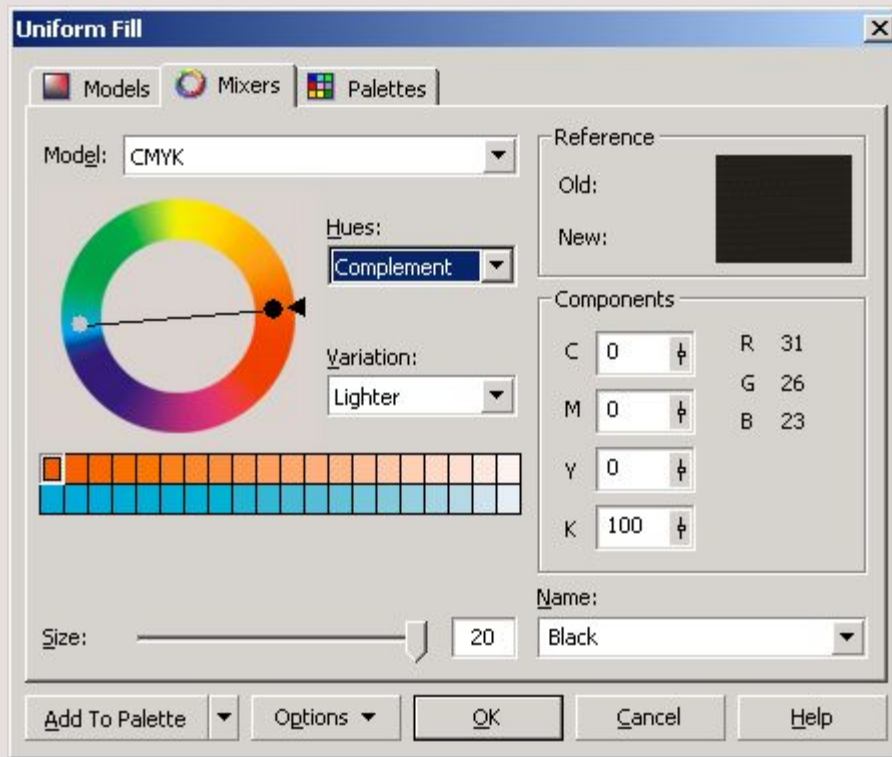 Uniform Fill
Models Mixers Palettes
Model: CMYK
Hues:
Complement
Variation:
Lighter
Size: 20
Reference
Old:
New:
Components
C 0 R 31
M 0 G 26
Y 0 B 23
K 100
Name:
Black
Add To Palette Options OK Cancel Help